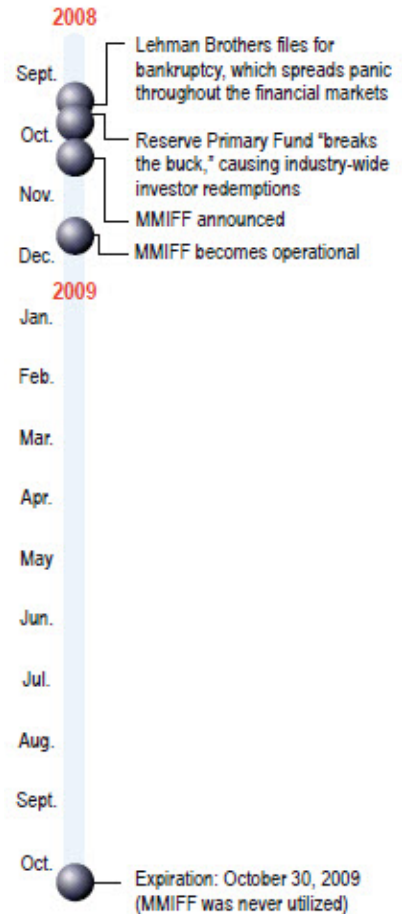 2008
Sept.
Lehman Brothers files for
bankruptcy, which spreads panic
throughout the financial markets
Oct.
Reserve Primary Fund “breaks
the buck,” causing industry-wide
investor redemptions
Nov.
MMIFF announced
MMIFF becomes operational
Dec.
2009
Jan.
Feb.
Mar.
Apr.
May
Jun.
Jul.
Aug.
Sept.
Oct.
Expiration: October 30, 2009
(MMIFF was never utilized)